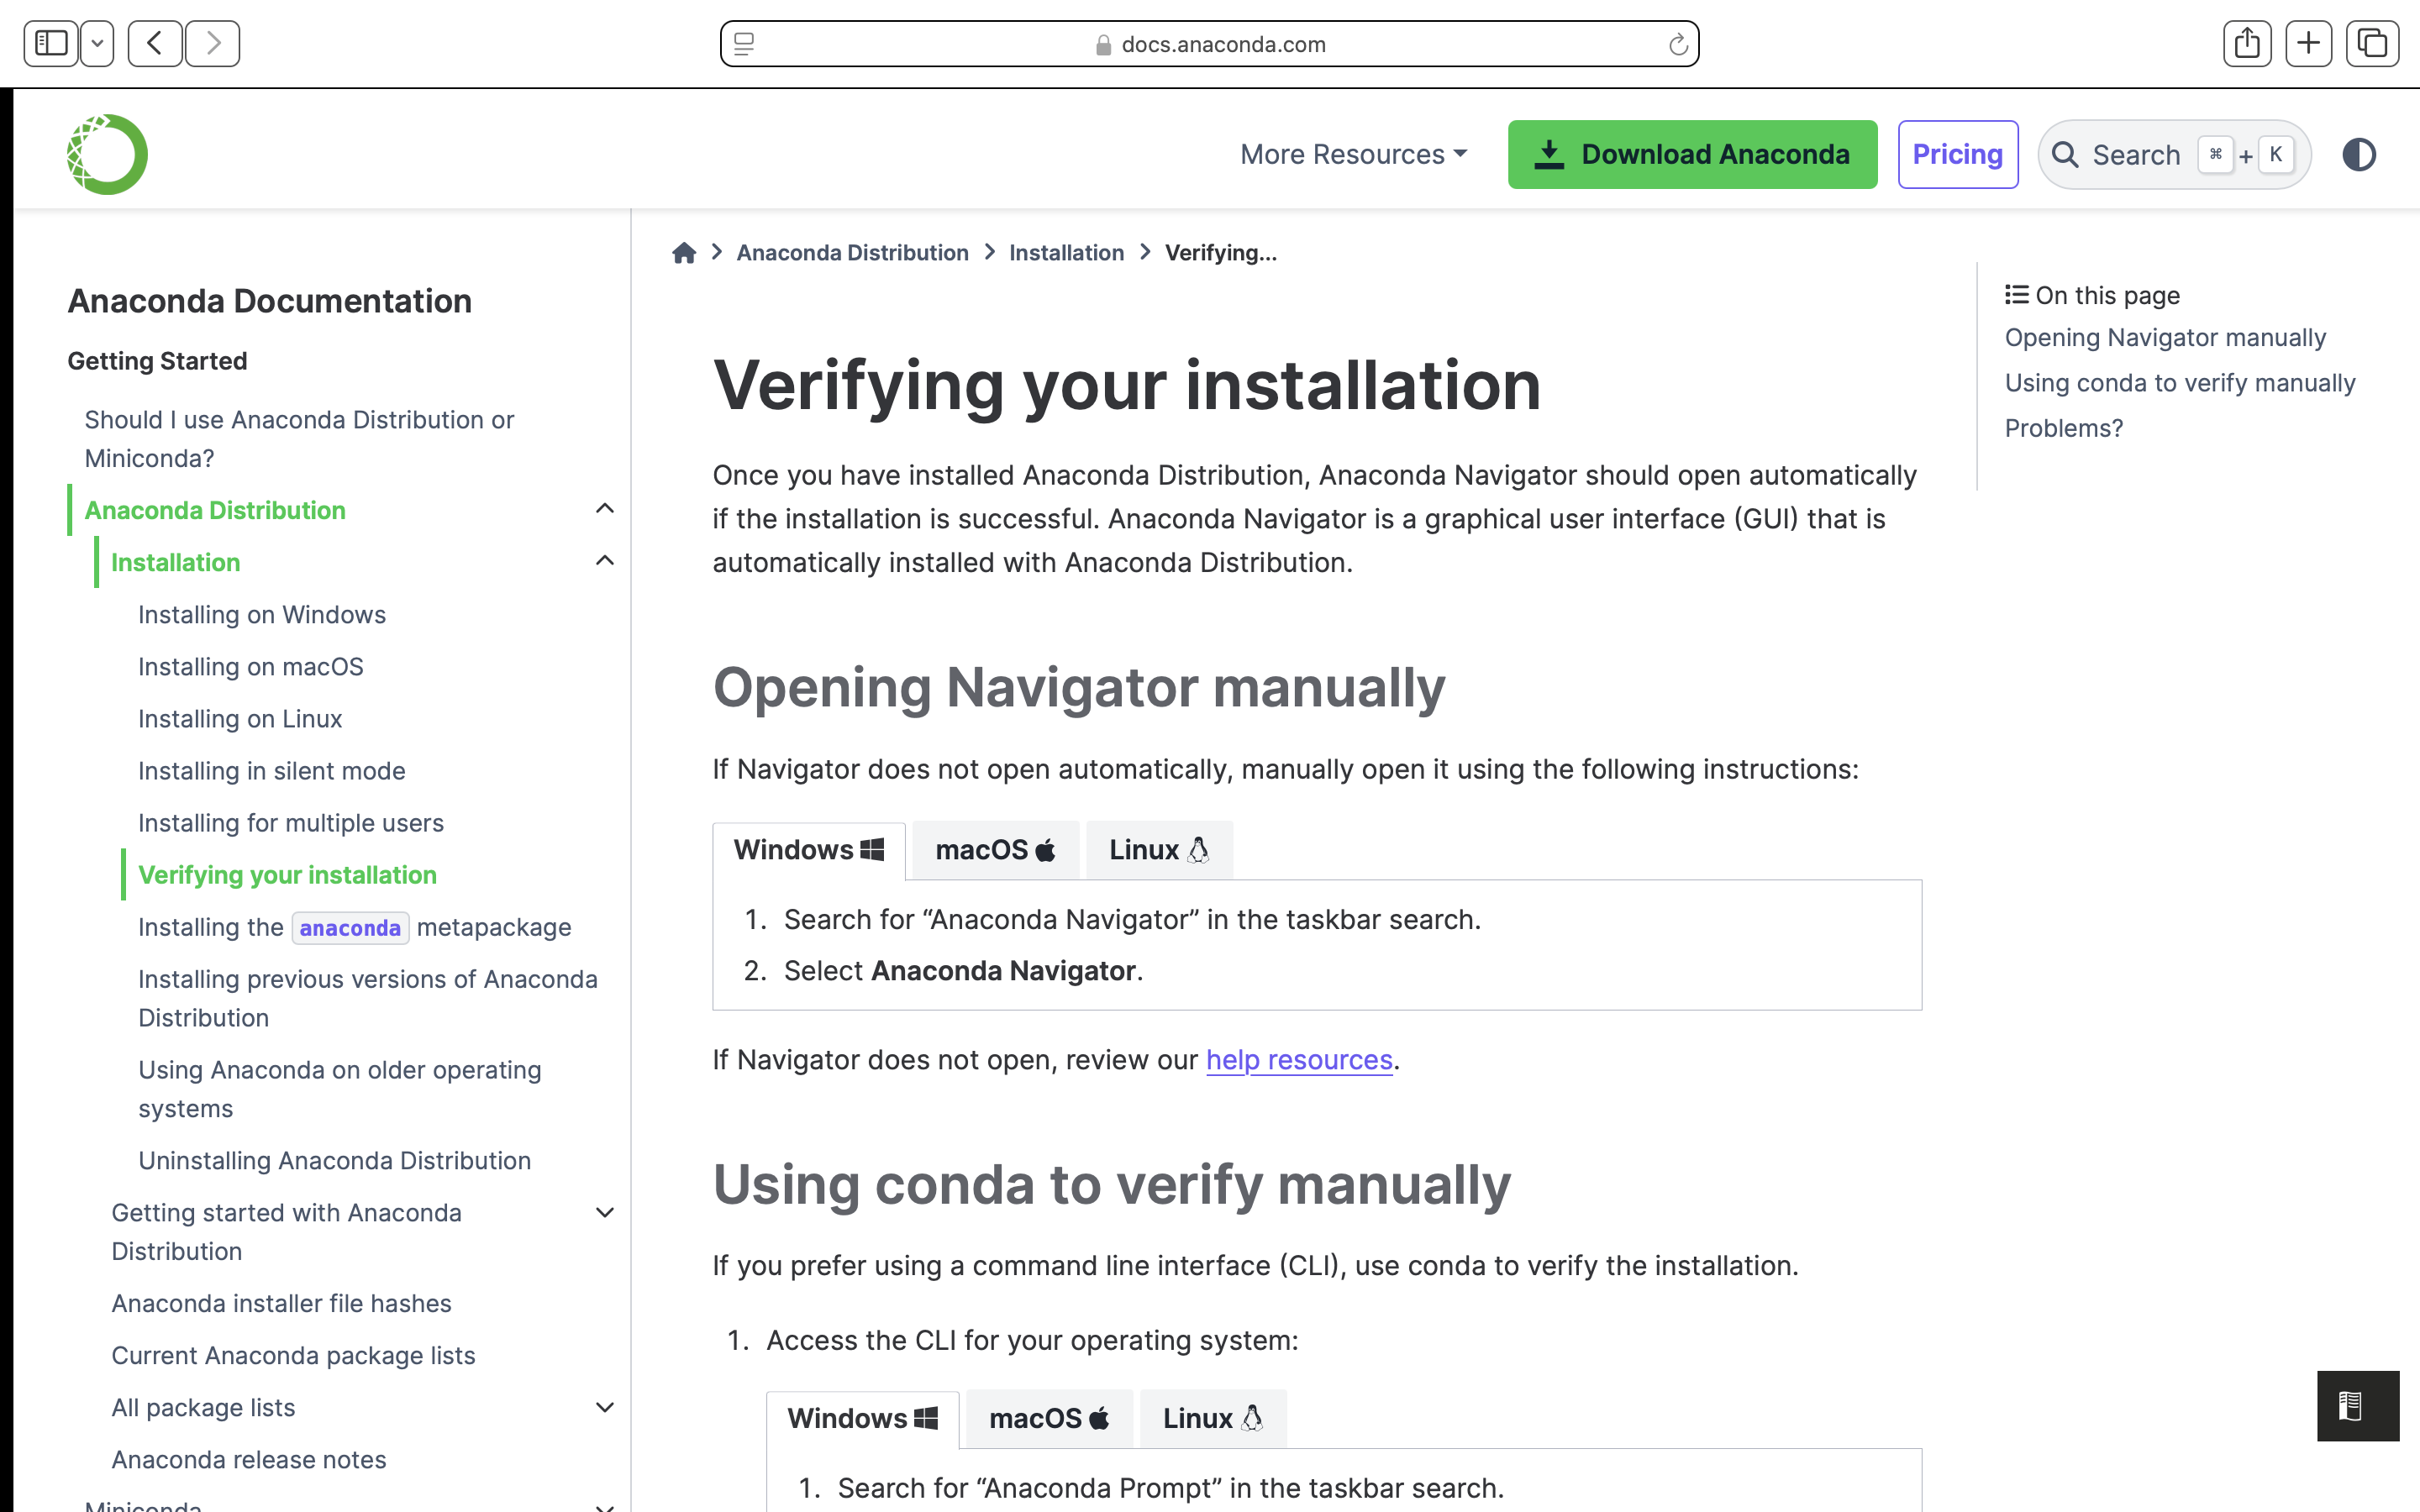 docs.anaconda.com
More Resources
Download Anaconda
Pricing
Search ⌘ + K
Anaconda Documentation
Getting Started
Should I use Anaconda Distribution or
Miniconda?
Anaconda Distribution
Installation
Installing on Windows
Installing on macOS
Installing on Linux
Installing in silent mode
Installing for multiple users
Verifying your installation
Installing the anaconda metapackage
Installing previous versions of Anaconda
Distribution
Using Anaconda on older operating
systems
Uninstalling Anaconda Distribution
Getting started with Anaconda
Distribution
Anaconda installer file hashes
Current Anaconda package lists
All package lists
Anaconda release notes
Miniconda
Anaconda Distribution > Installation > Verifying...
Verifying your installation
Once you have installed Anaconda Distribution, Anaconda Navigator should open automatically
if the installation is successful. Anaconda Navigator is a graphical user interface (GUI) that is
automatically installed with Anaconda Distribution.
Opening Navigator manually
If Navigator does not open automatically, manually open it using the following instructions:
Windows macOS Linux
1. Search for “Anaconda Navigator” in the taskbar search.
2. Select Anaconda Navigator.
If Navigator does not open, review our help resources.
Using conda to verify manually
If you prefer using a command line interface (CLI), use conda to verify the installation.
1. Access the CLI for your operating system:
Windows macOS Linux
1. Search for “Anaconda Prompt” in the taskbar search.
On this page
Opening Navigator manually
Using conda to verify manually
Problems?